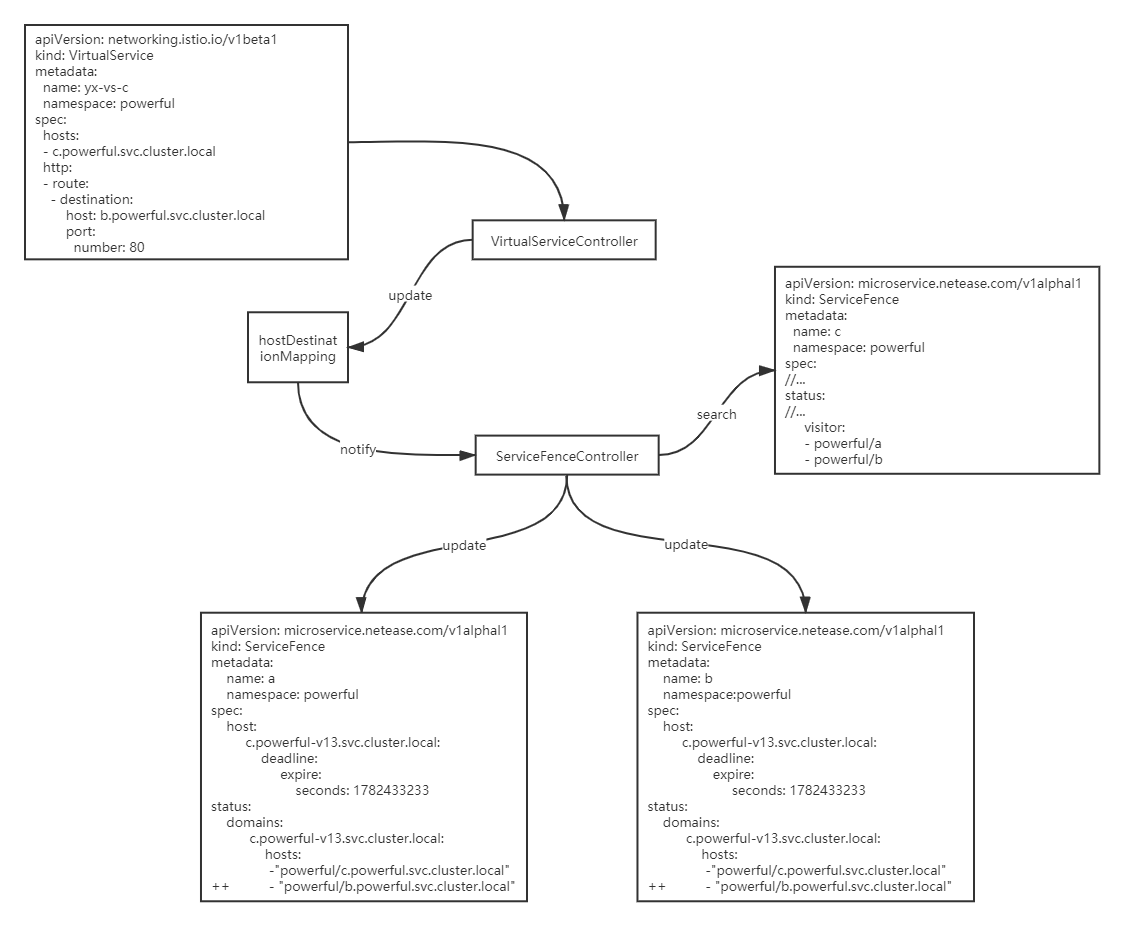 apiVersion: networking.istio.io/v1beta1
kind: VirtualService
metadata:
  name: yx-vs-c
  namespace: powerful
spec:
  hosts:
  - c.powerful.svc.cluster.local
  http:
  - route:
    - destination:
        host: b.powerful.svc.cluster.local
        port:
          number: 80
VirtualServiceController
update
hostDestinat
ionMapping
notify
ServiceFenceController
search
apiVersion: microservice.netease.com/v1alphal1
kind: ServiceFence
metadata:
  name: c
  namespace: powerful
spec:
//...
status:
//...
     visitor:
     - powerful/a
     - powerful/b
update
update
apiVersion: microservice.netease.com/v1alphal1
kind: ServiceFence
metadata:
    name: a
    namespace: powerful
spec:
    host:
         c.powerful-v13.svc.cluster.local:
             deadline:
                  expire:
                      seconds: 1782433233
status:
    domains:
          c.powerful-v13.svc.cluster.local:
              hosts:
               -"powerful/c.powerful.svc.cluster.local"
++          - "powerful/b.powerful.svc.cluster.local"
apiVersion: microservice.netease.com/v1alphal1
kind: ServiceFence
metadata:
    name: b
    namespace:powerful
spec:
    host:
         c.powerful-v13.svc.cluster.local:
             deadline:
                  expire:
                      seconds: 1782433233
status:
    domains:
          c.powerful-v13.svc.cluster.local:
              hosts:
               -"powerful/c.powerful.svc.cluster.local"
++          - "powerful/b.powerful.svc.cluster.local"